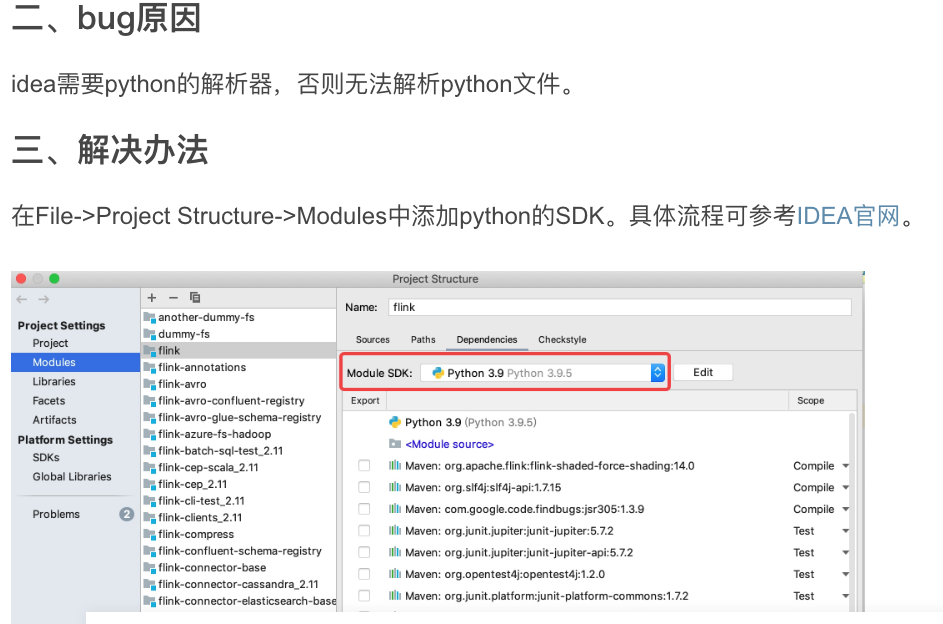 二、bug原因
idea需要python的解析器，否则无法解析python文件。
三、解决办法
在File->Project Structure->Modules中添加python的SDK。具体流程可参考IDEA官网。
Project Structure
Project Settings
Project
Modules
Libraries
Facets
Artifacts
Platform Settings
SDKs
Global Libraries
Problems 2
another-dummy-fs
dummy-fs
flink
flink-annotations
flink-avro
flink-avro-confluent-registry
flink-avro-glue-schema-registry
flink-azure-fs-hadoop
flink-batch-sql-test_2.11
flink-cep-scala_2.11
flink-cep_2.11
flink-cli-test_2.11
flink-clients_2.11
flink-compress
flink-confluent-schema-registry
flink-connector-base
flink-connector-cassandra_2.11
flink-connector-elasticsearch-base
Name: flink
Sources Paths Dependencies Checkstyle
Module SDK: Python 3.9 Python 3.9.5 Edit
Export Scope
Python 3.9 (Python 3.9.5)
<Module source>
Maven: org.apache.flink:flink-shaded-force-shading:14.0 Compile
Maven: org.slf4j:slf4j-api:1.7.15 Compile
Maven: com.google.code.findbugs:jsr305:1.3.9 Compile
Maven: org.junit.jupiter:junit-jupiter:5.7.2 Test
Maven: org.junit.jupiter:junit-jupiter-api:5.7.2 Test
Maven: org.opentest4j:opentest4j:1.2.0 Test
Maven: org.junit.platform:junit-platform-commons:1.7.2 Test